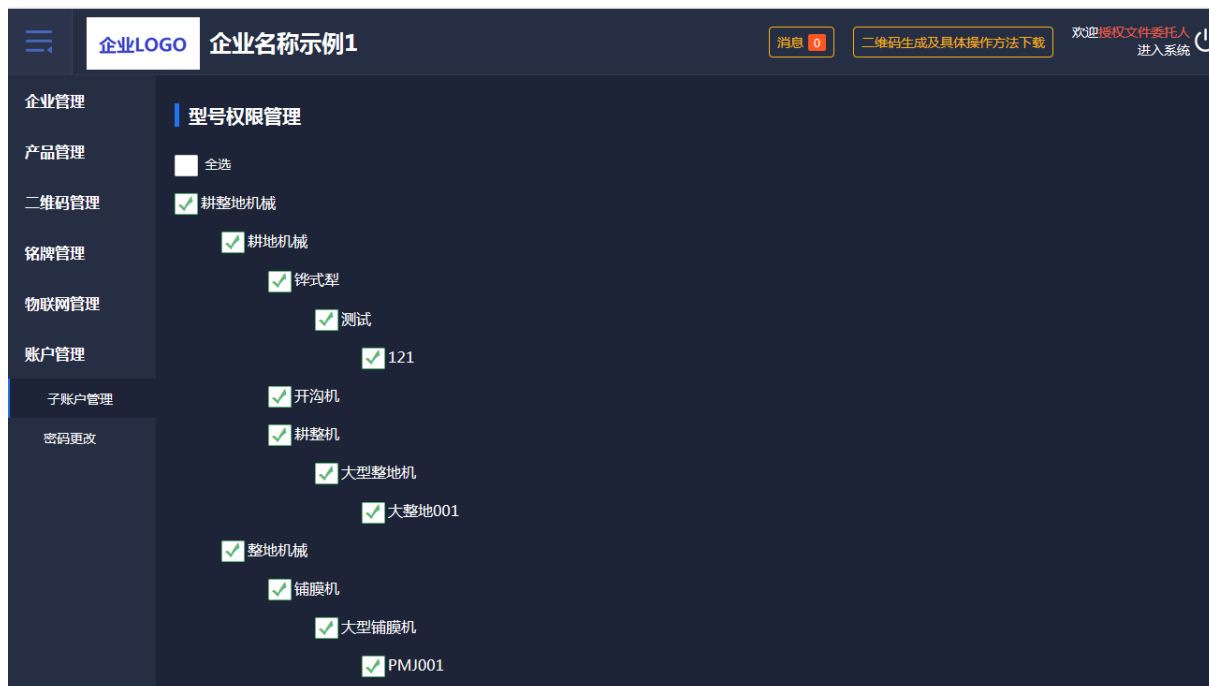 企业LOGO 企业名称示例1 消息 0 二维码生成及具体操作方法下载 欢迎授权文件委托人
进入系统
企业管理
产品管理
二维码管理
铭牌管理
物联网管理
账户管理
子账户管理
密码更改
型号权限管理
全选
耕整地机械
耕地机械
铧式犁
测试
121
开沟机
耕整机
大型整地机
大整地001
整地机械
铺膜机
大型铺膜机
PMJ001